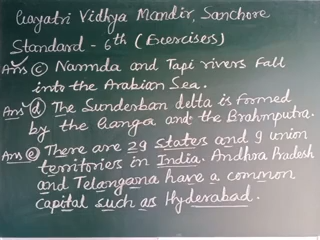 Gayatri Vidhya Mandir, Sanchore
Standard - 6th (Exercises)
Ans (c) Narmda and Tapi rivers fall
into the Arabian Sea.
Ans (d) The Sunderban delta is formed
by the Ganga and the Brahmputra.
Ans (e) There are 29 states and 9 union
territories in India. Andhra Pradesh
and Telangana have a common
capital such as Hyderabad.